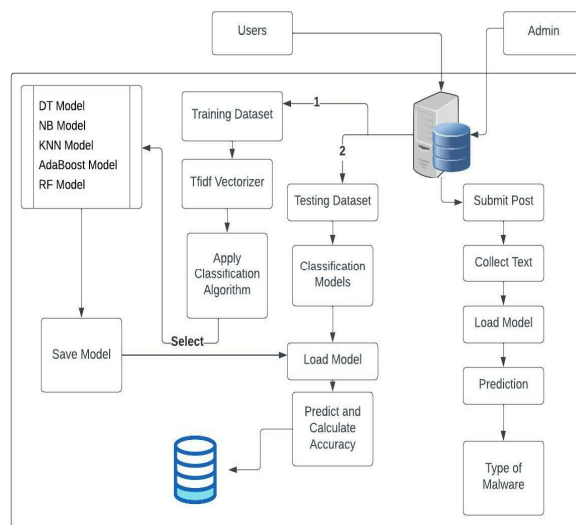 Users
Admin
DT Model
NB Model
KNN Model
AdaBoost Model
RF Model
Training Dataset
1
2
Tfidf Vectorizer
Testing Dataset
Submit Post
Apply
Classification
Algorithm
Classification
Models
Collect Text
Select
Save Model
Load Model
Load Model
Predict and
Calculate
Accuracy
Prediction
Type of
Malware